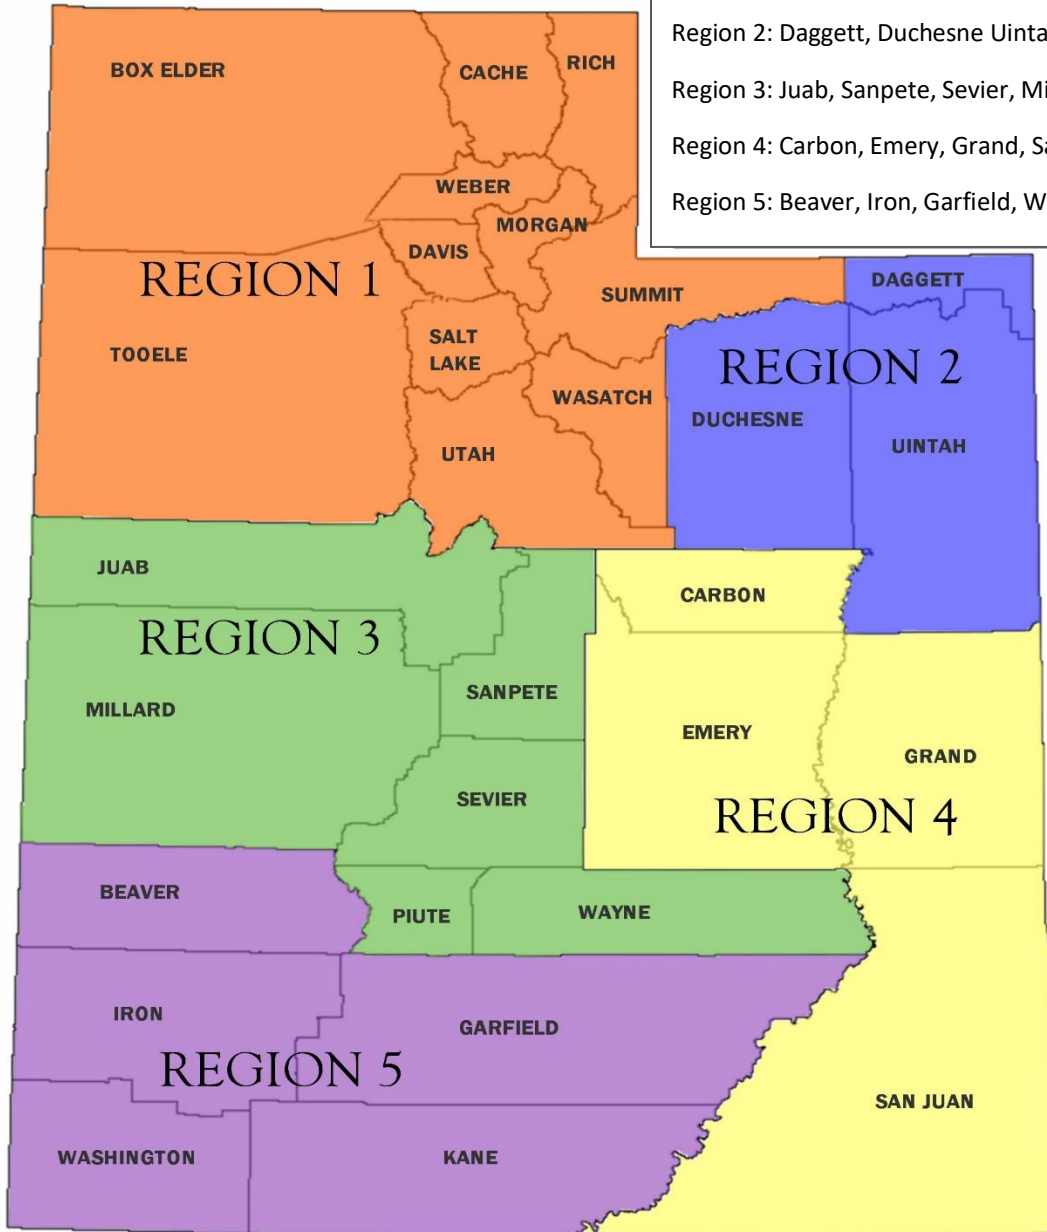 Region 2: Daggett, Duchesne Uinta
Region 3: Juab, Sanpete, Sevier, Mi
Region 4: Carbon, Emery, Grand, Sa
Region 5: Beaver, Iron, Garfield, W
BOX ELDER
CACHE
RICH
WEBER
MORGAN
DAVIS
REGION 1
SUMMIT
DAGGETT
TOOELE
SALT
LAKE
REGION 2
WASATCH
DUCHESNE
UTAH
UINTAH
JUAB
CARBON
REGION 3
SANPETE
MILLARD
EMERY
GRAND
SEVIER
REGION 4
BEAVER
PIUTE
WAYNE
IRON
GARFIELD
REGION 5
SAN JUAN
WASHINGTON
KANE